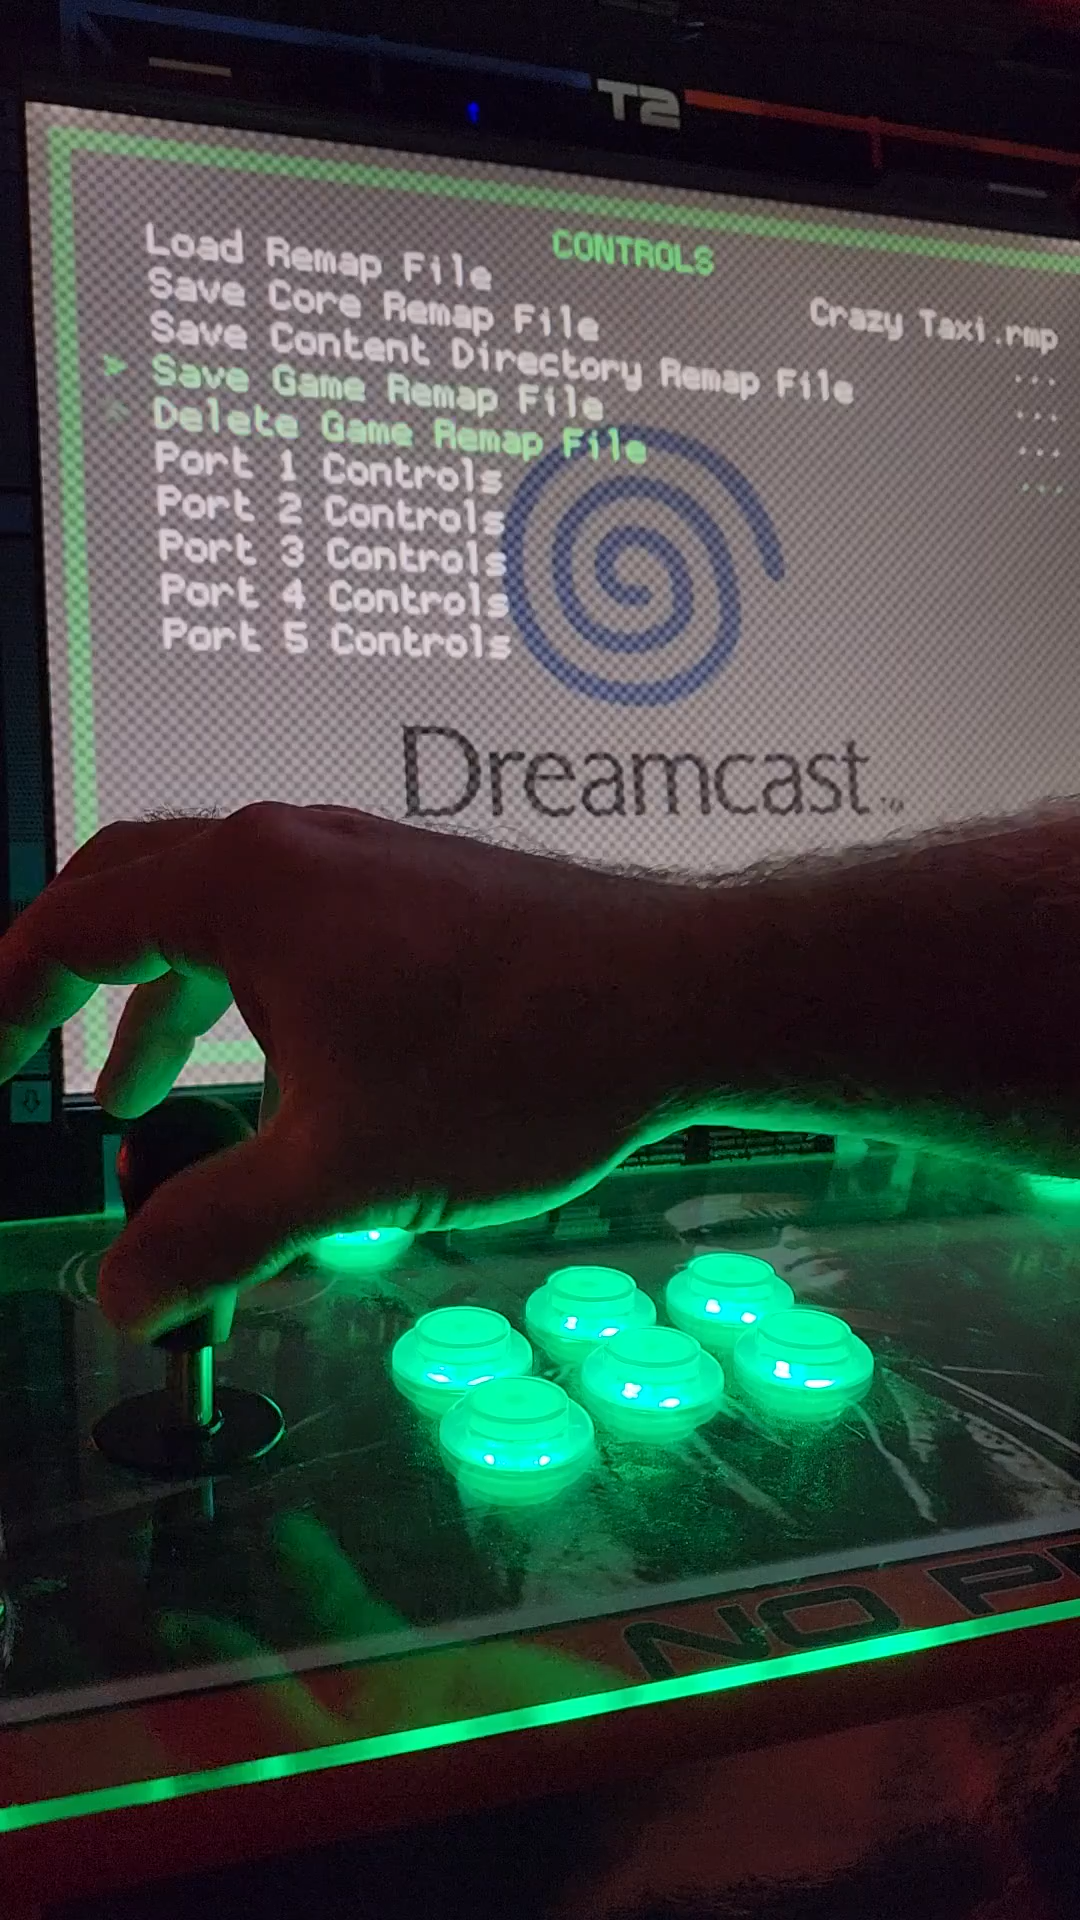 T2
CONTROLS
Load Remap File Crazy Taxi.rmp
Save Core Remap File ...
Save Content Directory Remap File ...
Save Game Remap File ...
Delete Game Remap File ...
Port 1 Controls
Port 2 Controls
Port 3 Controls
Port 4 Controls
Port 5 Controls
Dreamcast™
NO P